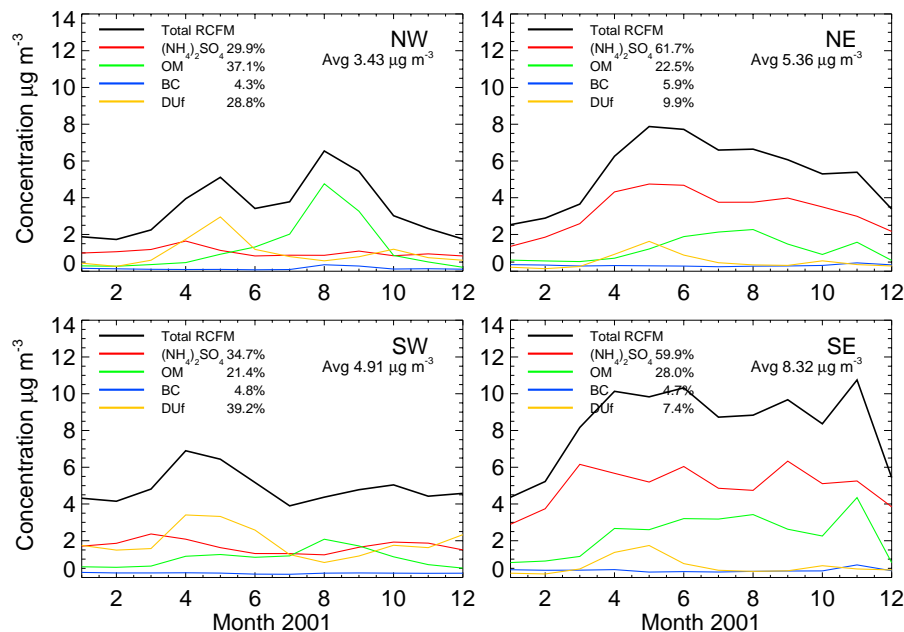 Concentration μg m-3
14
12
10
8
6
4
2
0
Total RCFM
(NH4)2SO4 29.9%
OM 37.1%
BC 4.3%
DUf 28.8%
NW
Avg 3.43 μg m-3
2 4 6 8 10 12
14
12
10
8
6
4
2
0
Total RCFM
(NH4)2SO4 61.7%
OM 22.5%
BC 5.9%
DUf 9.9%
NE
Avg 5.36 μg m-3
2 4 6 8 10 12
Concentration μg m-3
14
12
10
8
6
4
2
0
Total RCFM
(NH4)2SO4 34.7%
OM 21.4%
BC 4.8%
DUf 39.2%
SW
Avg 4.91 μg m-3
2 4 6 8 10 12
Month 2001
14
12
10
8
6
4
2
0
Total RCFM
(NH4)2SO4 59.9%
OM 28.0%
BC 4.7%
DUf 7.4%
SE
Avg 8.32 μg m-3
2 4 6 8 10 12
Month 2001